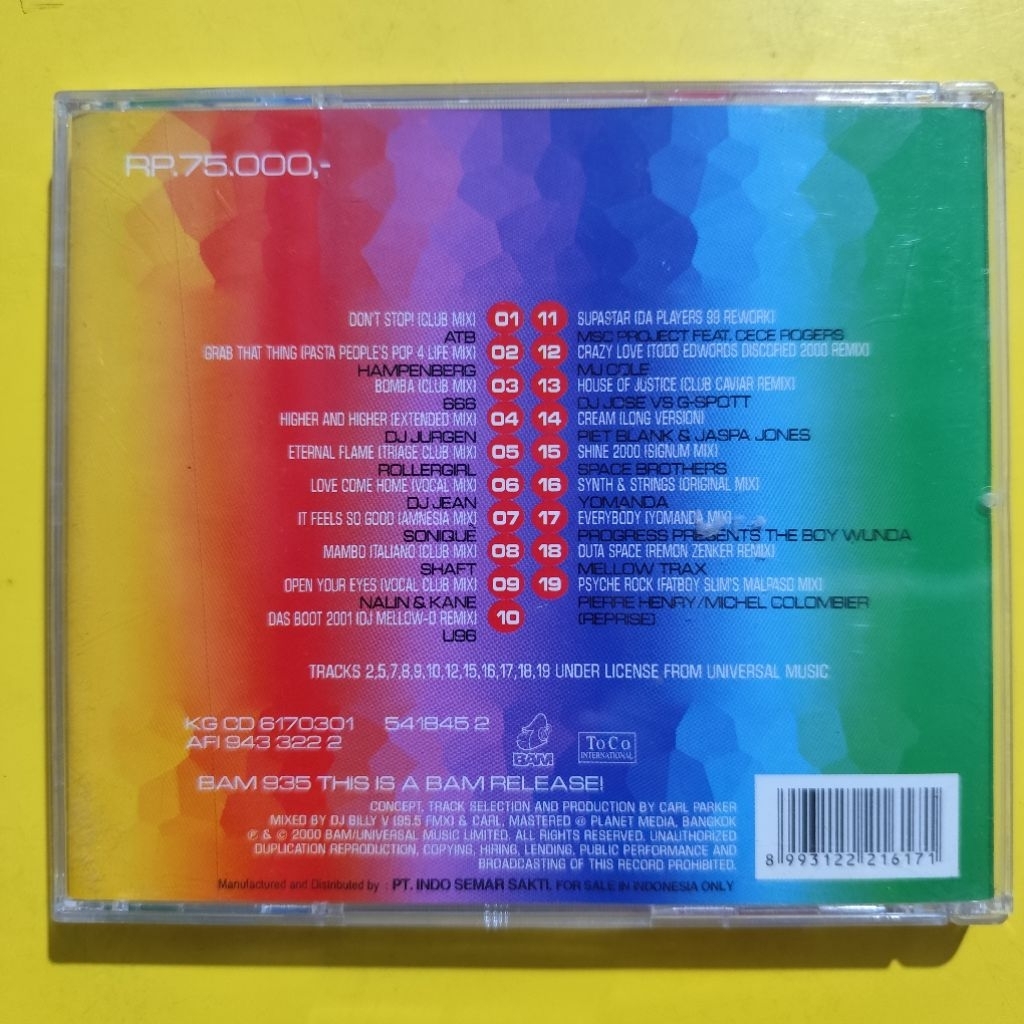 RP.75.000,-
DON'T STOP! (CLUB MIX) 01
ATB
GRAB THAT THING (PASTA PEOPLE'S POP 4 LIFE MIX) 02
HAMPENBERG
BOMBA (CLUB MIX) 03
666
HIGHER AND HIGHER (EXTENDED MIX) 04
DJ JURGEN
ETERNAL FLAME (TRIAGE CLUB MIX) 05
ROLLERGIRL
LOVE COME HOME (VOCAL MIX) 06
DJ JEAN
IT FEELS SO GOOD (AMNESIA MIX) 07
SONIQUE
MAMBO ITALIANO (CLUB MIX) 08
SHAFT
OPEN YOUR EYES (VOCAL CLUB MIX) 09
NALIN & KANE
DAS BOOT 2001 (DJ MELLOW-D REMIX) 10
U96
11 SUPASTAR (DA PLAYERS 99 REWORK)
MSC PROJECT FEAT. CECE ROGERS
12 CRAZY LOVE (TODD EDWORDS DISCOFIED 2000 REMIX)
MJ COLE
13 HOUSE OF JUSTICE (CLUB CAVIAR REMIX)
DJ JOSE VS G-SPOTT
14 CREAM (LONG VERSION)
PIET BLANK & JASPA JONES
15 SHINE 2000 (SIGNUM MIX)
SPACE BROTHERS
16 SYNTH & STRINGS (ORIGINAL MIX)
YOMANDA
17 EVERYBODY (YOMANDA MIX)
PROGRESS PRESENTS THE BOY WUNDA
18 OUTA SPACE (REMON ZENKER REMIX)
MELLOW TRAX
19 PSYCHE ROCK (FATBOY SLIM'S MALPASO MIX)
PIERRE HENRY/MICHEL COLOMBIER
(REPRISE)
TRACKS 2,5,7,8,9,10,12,15,16,17,18,19 UNDER LICENSE FROM UNIVERSAL MUSIC
KG CD 6170301 541845 2
AFI 943 322 2
BAM
ToCo
INTERNATIONAL
BAM 935 THIS IS A BAM RELEASE!
CONCEPT, TRACK SELECTION AND PRODUCTION BY CARL PARKER
MIXED BY DJ BILLY V (95.5 FMX) & CARL, MASTERED @ PLANET MEDIA, BANGKOK
℗ & © 2000 BAM/UNIVERSAL MUSIC LIMITED. ALL RIGHTS RESERVED. UNAUTHORIZED
DUPLICATION REPRODUCTION, COPYING, HIRING, LENDING, PUBLIC PERFORMANCE AND
BROADCASTING OF THIS RECORD PROHIBITED.
Manufactured and Distributed by : PT. INDO SEMAR SAKTI, FOR SALE IN INDONESIA ONLY
8 993122 216171